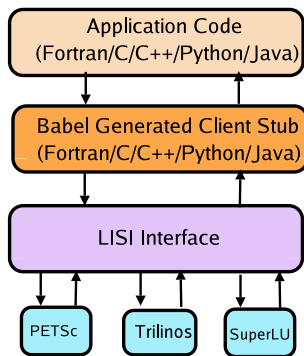 Application Code
(Fortran/C/C++/Python/Java)
Babel Generated Client Stub
(Fortran/C/C++/Python/Java)
LISI Interface
PETSc
Trilinos
SuperLU